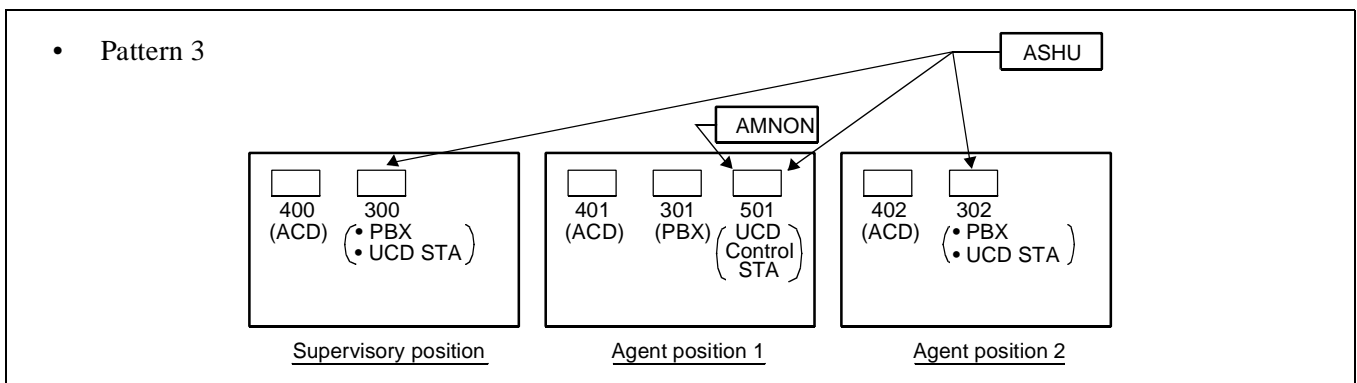 • Pattern 3
ASHU
AMNON
400
(ACD)
300
• PBX
• UCD STA
401
(ACD)
301
(PBX)
501
UCD
Control
STA
402
(ACD)
302
• PBX
• UCD STA
Supervisory position
Agent position 1
Agent position 2